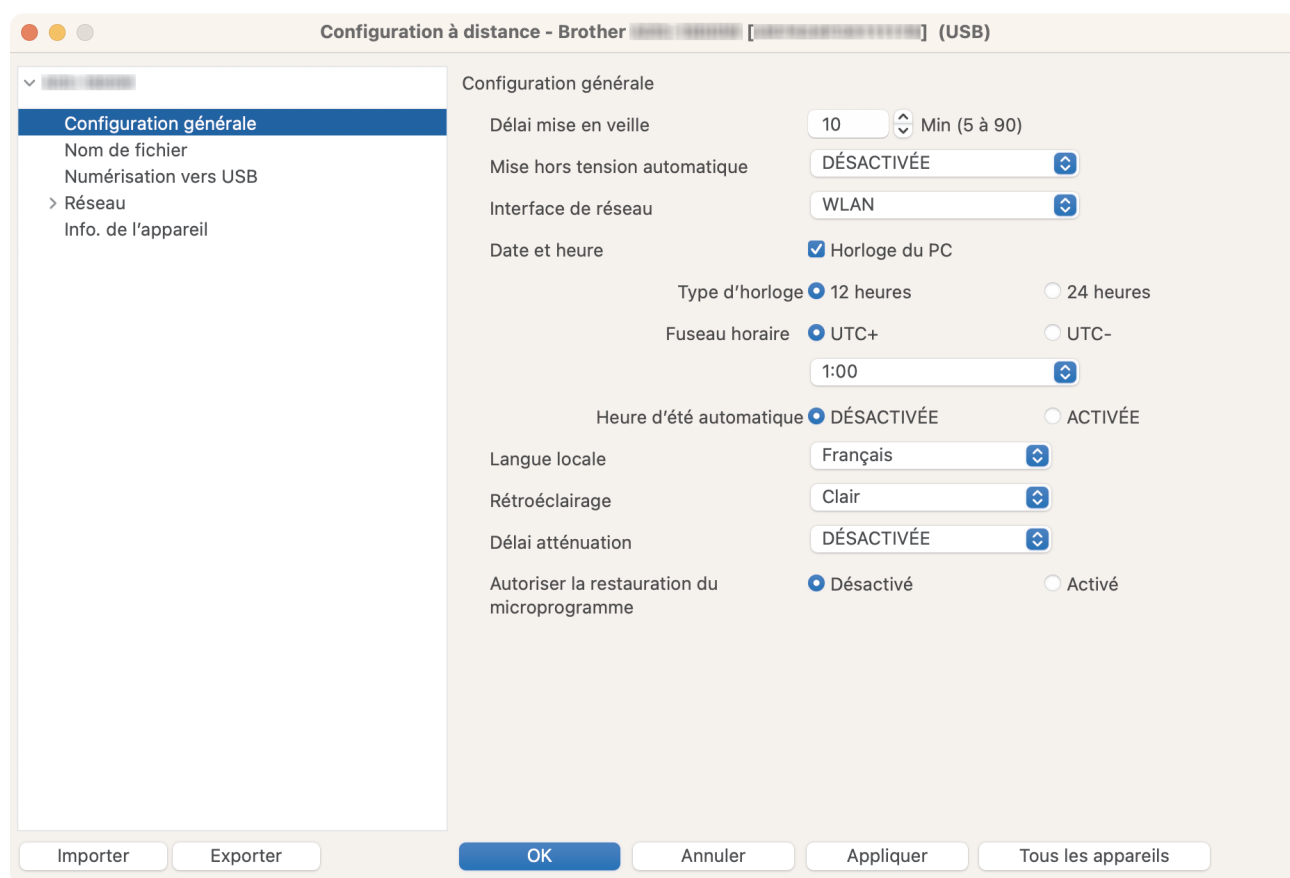 Configuration à distance - Brother [ ] (USB)
Configuration générale
Nom de fichier
Numérisation vers USB
Réseau
Info. de l'appareil
Configuration générale
Délai mise en veille 10 Min (5 à 90)
Mise hors tension automatique DÉSACTIVÉE
Interface de réseau WLAN
Date et heure Horloge du PC
Type d'horloge 12 heures 24 heures
Fuseau horaire UTC+ UTC-
1:00
Heure d'été automatique DÉSACTIVÉE ACTIVÉE
Langue locale Français
Rétroéclairage Clair
Délai atténuation DÉSACTIVÉE
Autoriser la restauration du Désactivé Activé
microprogramme
Importer Exporter OK Annuler Appliquer Tous les appareils